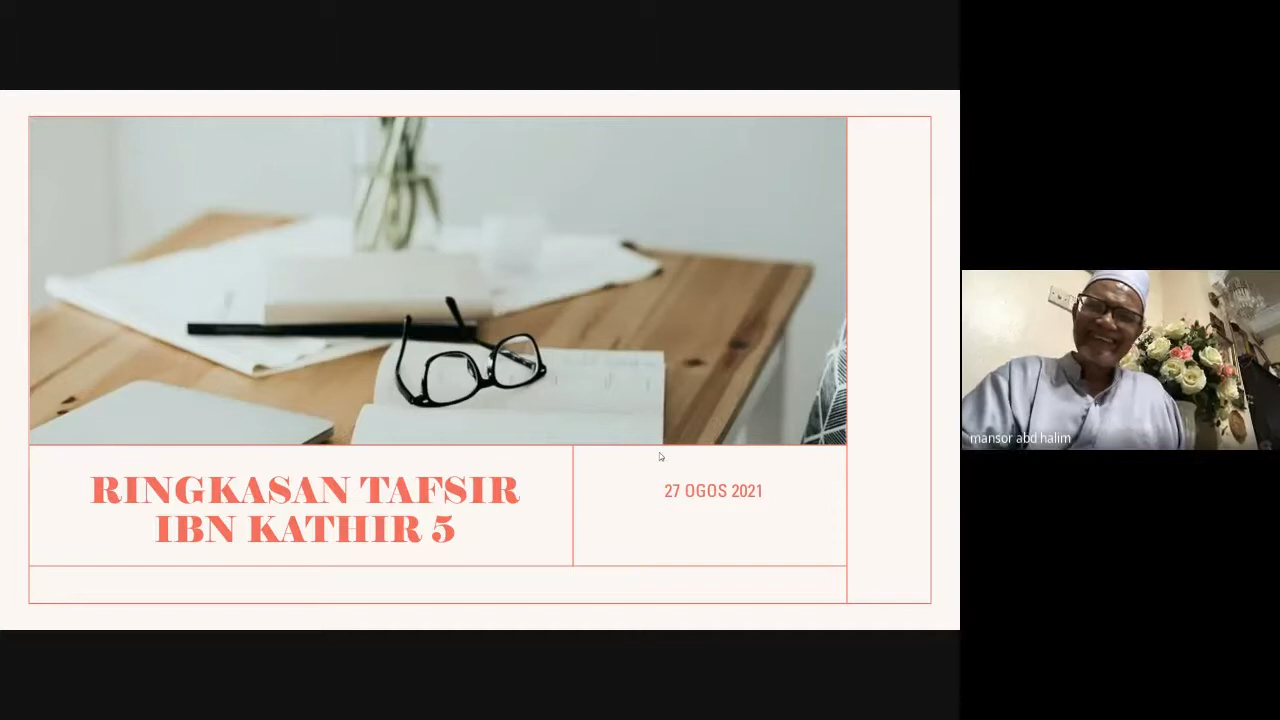 RINGKASAN TAFSIR
IBN KATHIR 5
27 OGOS 2021
mansor abd halim